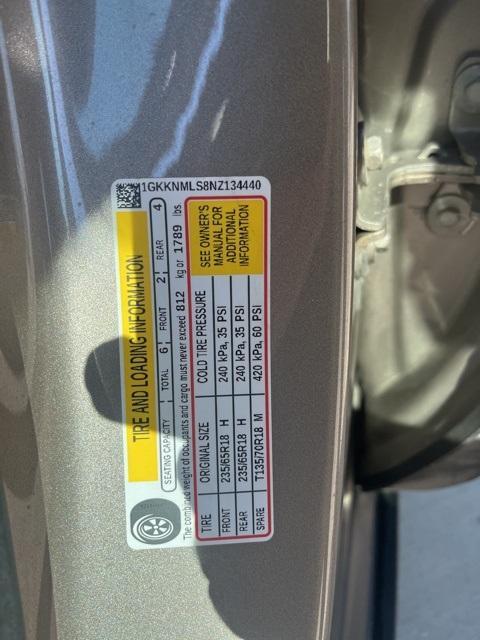 1GKKNMLS8NZ134440
TIRE AND LOADING INFORMATION
SEATING CAPACITY TOTAL 6 FRONT 2 REAR 4
The combined weight of occupants and cargo must never exceed 812 kg or 1789 lbs.
TIRE ORIGINAL SIZE COLD TIRE PRESSURE
FRONT 235/65R18 H 240 kPa, 35 PSI
REAR 235/65R18 H 240 kPa, 35 PSI
SPARE T135/70R18 M 420 kPa, 60 PSI
SEE OWNER'S
MANUAL FOR
ADDITIONAL
INFORMATION